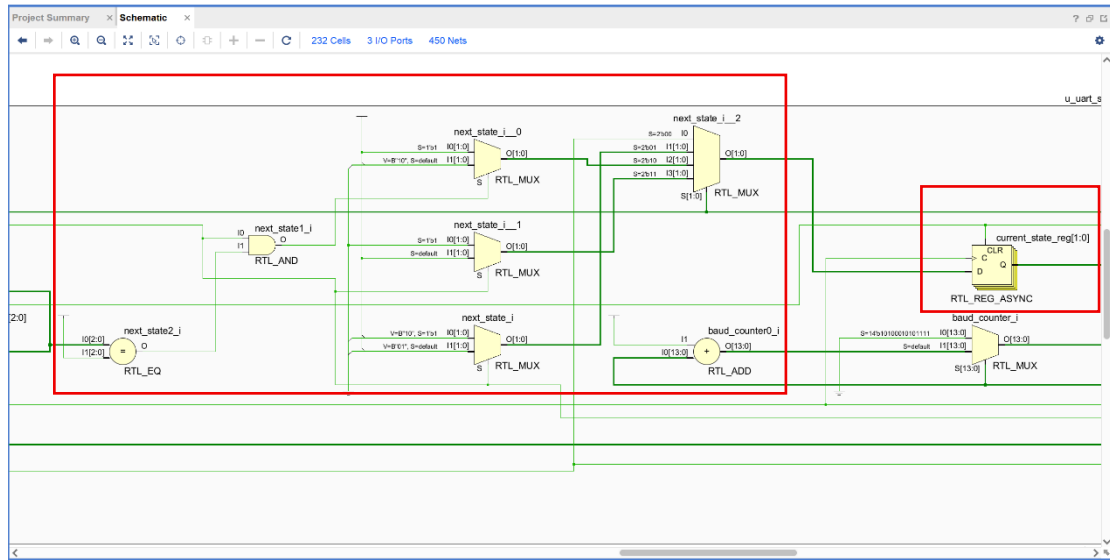 Project Summary × Schematic ×
232 Cells 3 I/O Ports 450 Nets
u_uart_s
next_state_i__2
S=2'b00 I0
S=2'b01 I1[1:0]
S=2'b10 I2[1:0]
S=2'b11 I3[1:0]
O[1:0]
S[1:0]
RTL_MUX
next_state_i__0
S=1'b1 I0[1:0]
V=B"10", S=default I1[1:0]
O[1:0]
S
RTL_MUX
next_state1_i
I0
I1
O
RTL_AND
next_state_i__1
S=1'b1 I0[1:0]
S=default I1[1:0]
O[1:0]
S
RTL_MUX
current_state_reg[1:0]
CLR
C
D
Q
RTL_REG_ASYNC
2:0]
next_state2_i
I0[2:0]
I1[2:0]
=
O
RTL_EQ
next_state_i
V=B"10", S=1'b1 I0[1:0]
V=B"01", S=default I1[1:0]
O[1:0]
S
RTL_MUX
baud_counter0_i
I1
I0[13:0]
+
O[13:0]
RTL_ADD
baud_counter_i
S=14'b10100010101111 I0[13:0]
S=default I1[13:0]
O[13:0]
S[13:0]
RTL_MUX